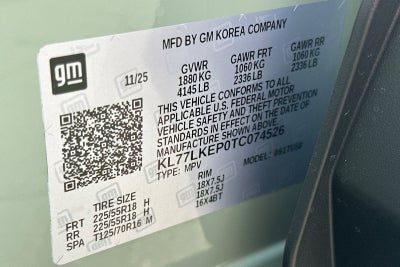 MFD BY GM KOREA COMPANY
gm
11/25
GVWR GAWR FRT GAWR RR
1880 KG 1060 KG 1060 KG
4145 LB 2336 LB 2336 LB
THIS VEHICLE CONFORMS TO ALL
APPLICABLE U.S. FEDERAL MOTOR
VEHICLE SAFETY AND THEFT PREVENTION
STANDARDS IN EFFECT ON THE DATE OF
MANUFACTURE SHOWN ABOVE.
KL77LKEP0TC074526
TYPE: MPV MODEL:
TIRE SIZE RIM
FRT 225/55R18 H 18X7.5J
RR 225/55R18 H 18X7.5J
SPA T125/70R16 M 16X4BT